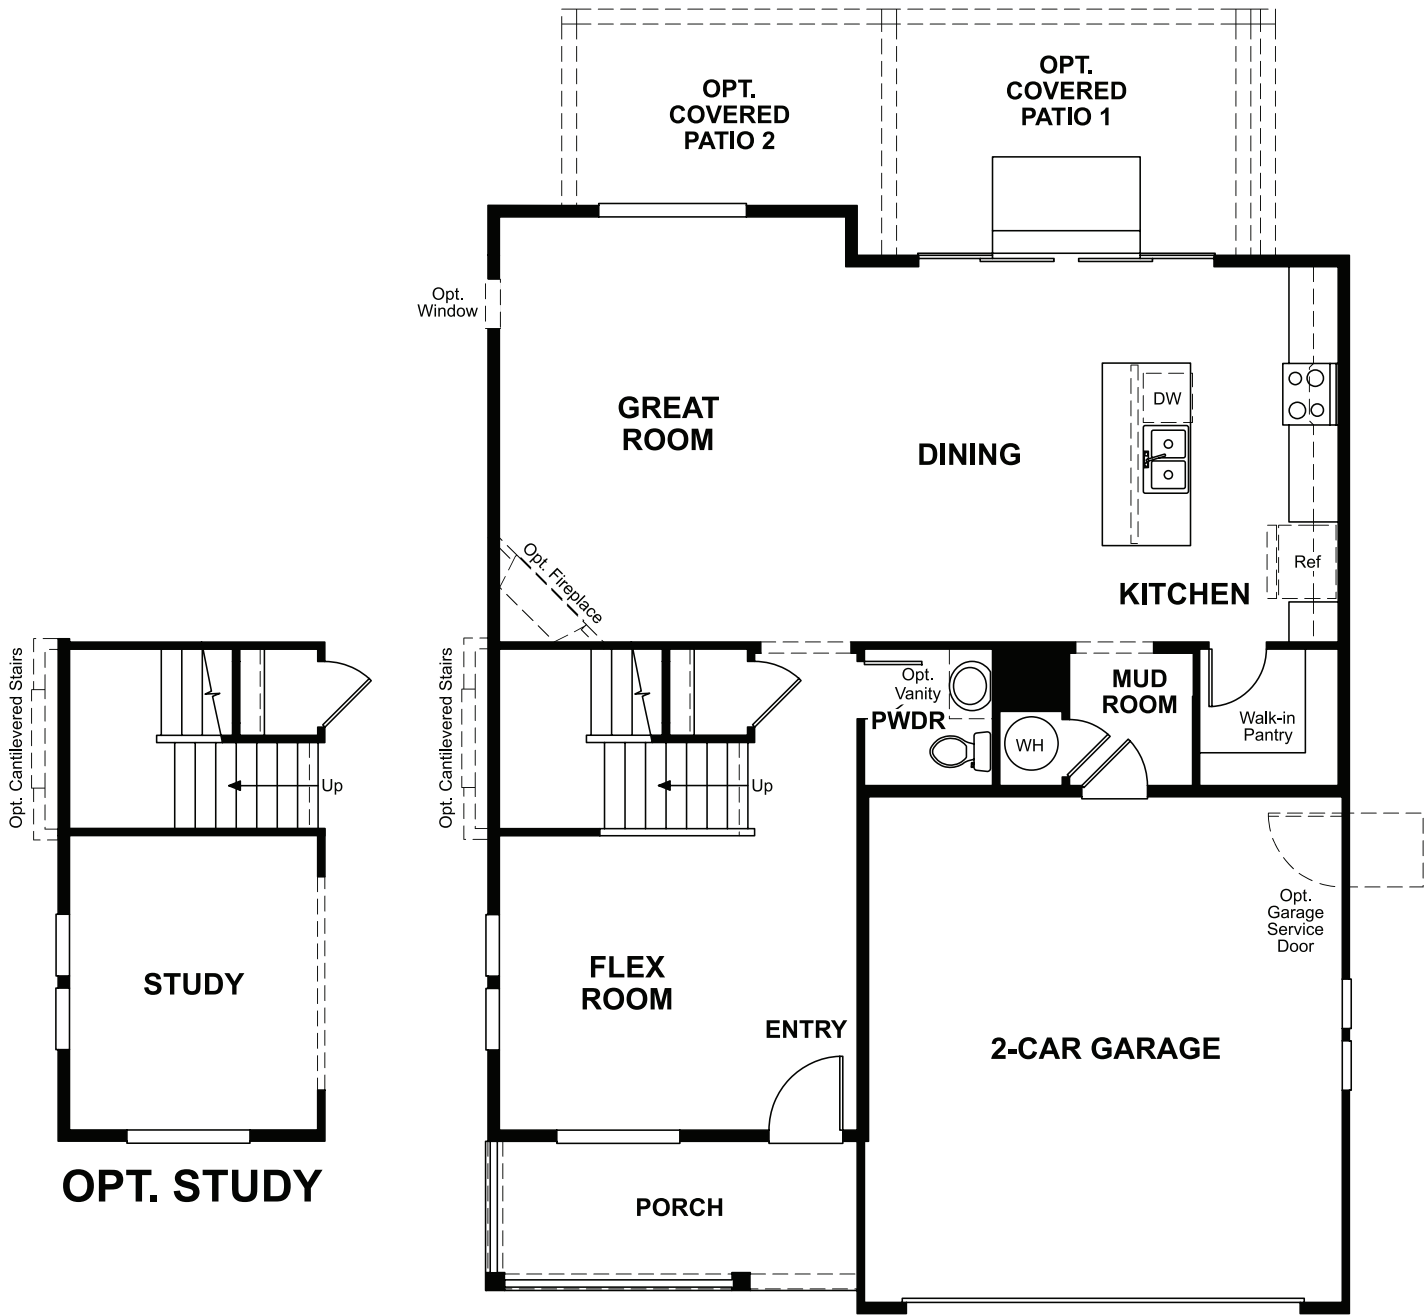 OPT.
COVERED
PATIO 2
OPT.
COVERED
PATIO 1
Opt.
Window
GREAT
ROOM
DINING
DW
Ref
KITCHEN
Opt. Fireplace
Opt. Cantilevered Stairs
Up
Opt. Cantilevered Stairs
Up
Opt.
Vanity
PWDR
WH
MUD
ROOM
Walk-in
Pantry
Opt.
Garage
Service
Door
STUDY
FLEX
ROOM
ENTRY
2-CAR GARAGE
OPT. STUDY
PORCH